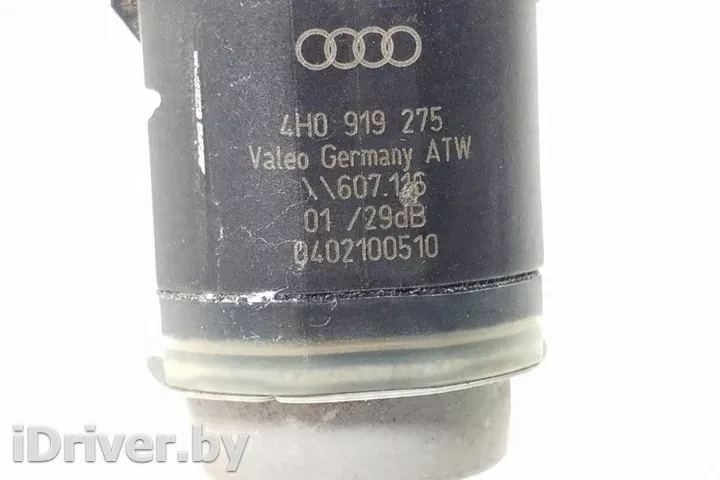 4H0 919 275
Valeo Germany ATW
\\607.116
01 /29dB
0402100510
iDriver.by